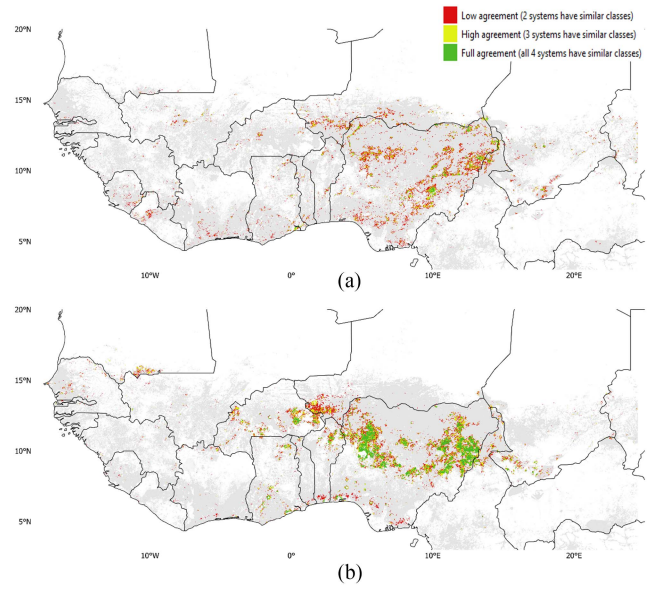 Low agreement (2 systems have similar classes)
High agreement (3 systems have similar classes)
Full agreement (all 4 systems have similar classes)
20°N
15°N
10°N
5°N
10°W 0° 10°E 20°E
(a)
20°N
15°N
10°N
5°N
10°W 0° 10°E 20°E
(b)